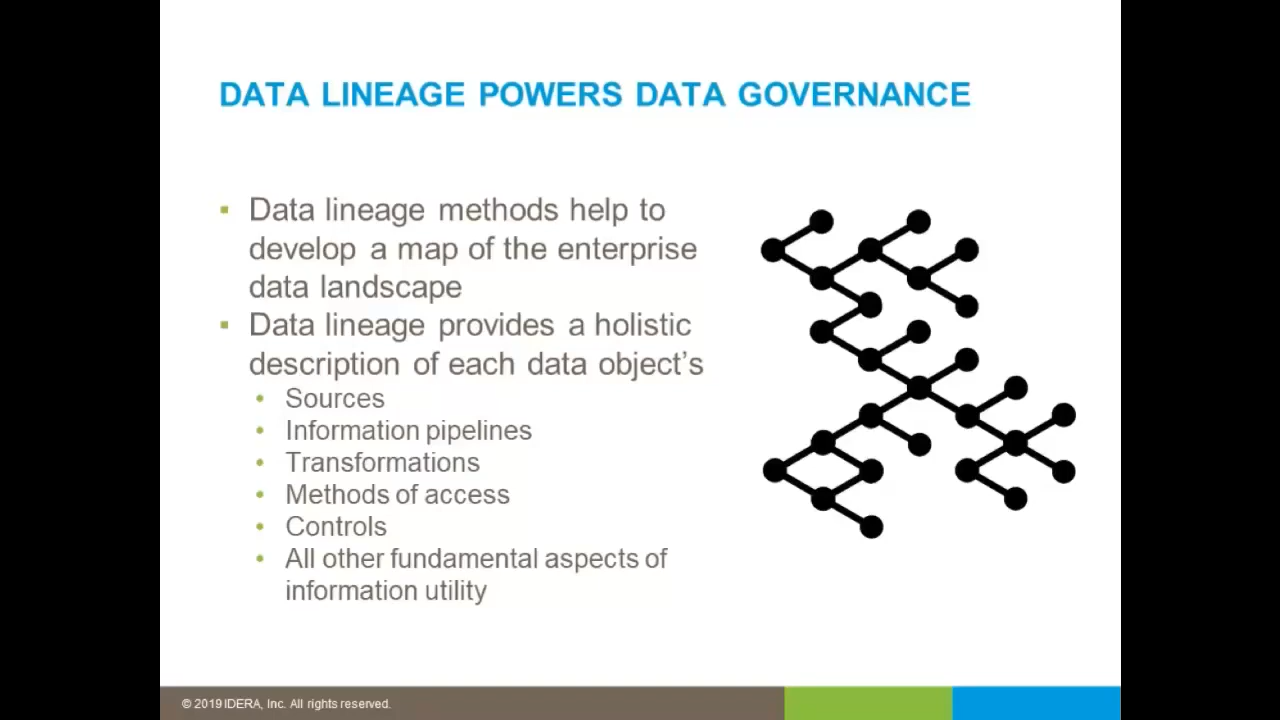 DATA LINEAGE POWERS DATA GOVERNANCE
▪ Data lineage methods help to
develop a map of the enterprise
data landscape
▪ Data lineage provides a holistic
description of each data object's
• Sources
• Information pipelines
• Transformations
• Methods of access
• Controls
• All other fundamental aspects of
information utility
© 2019 IDERA, Inc. All rights reserved.